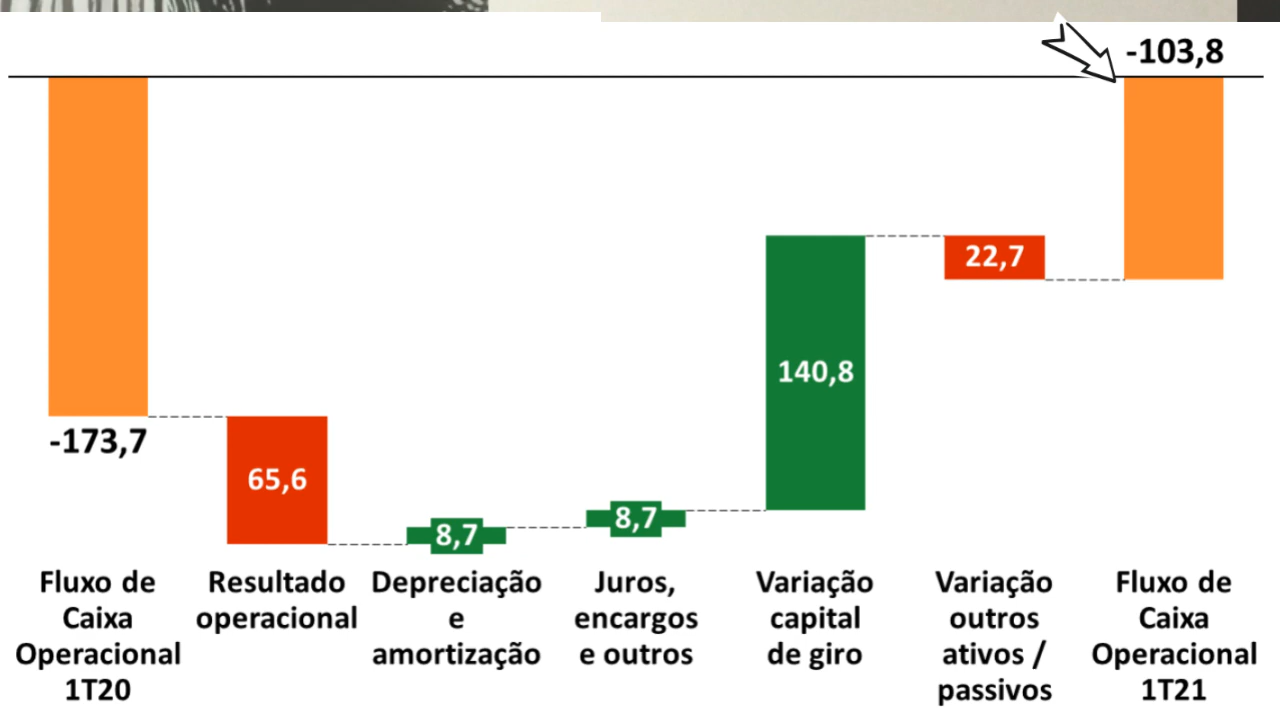 -103,8
22,7
140,8
-173,7
65,6
8,7
8,7
Fluxo de
Caixa
Operacional
1T20
Resultado
operacional
Depreciação
e
amortização
Juros,
encargos
e outros
Variação
capital
de giro
Variação
outros
ativos /
passivos
Fluxo de
Caixa
Operacional
1T21